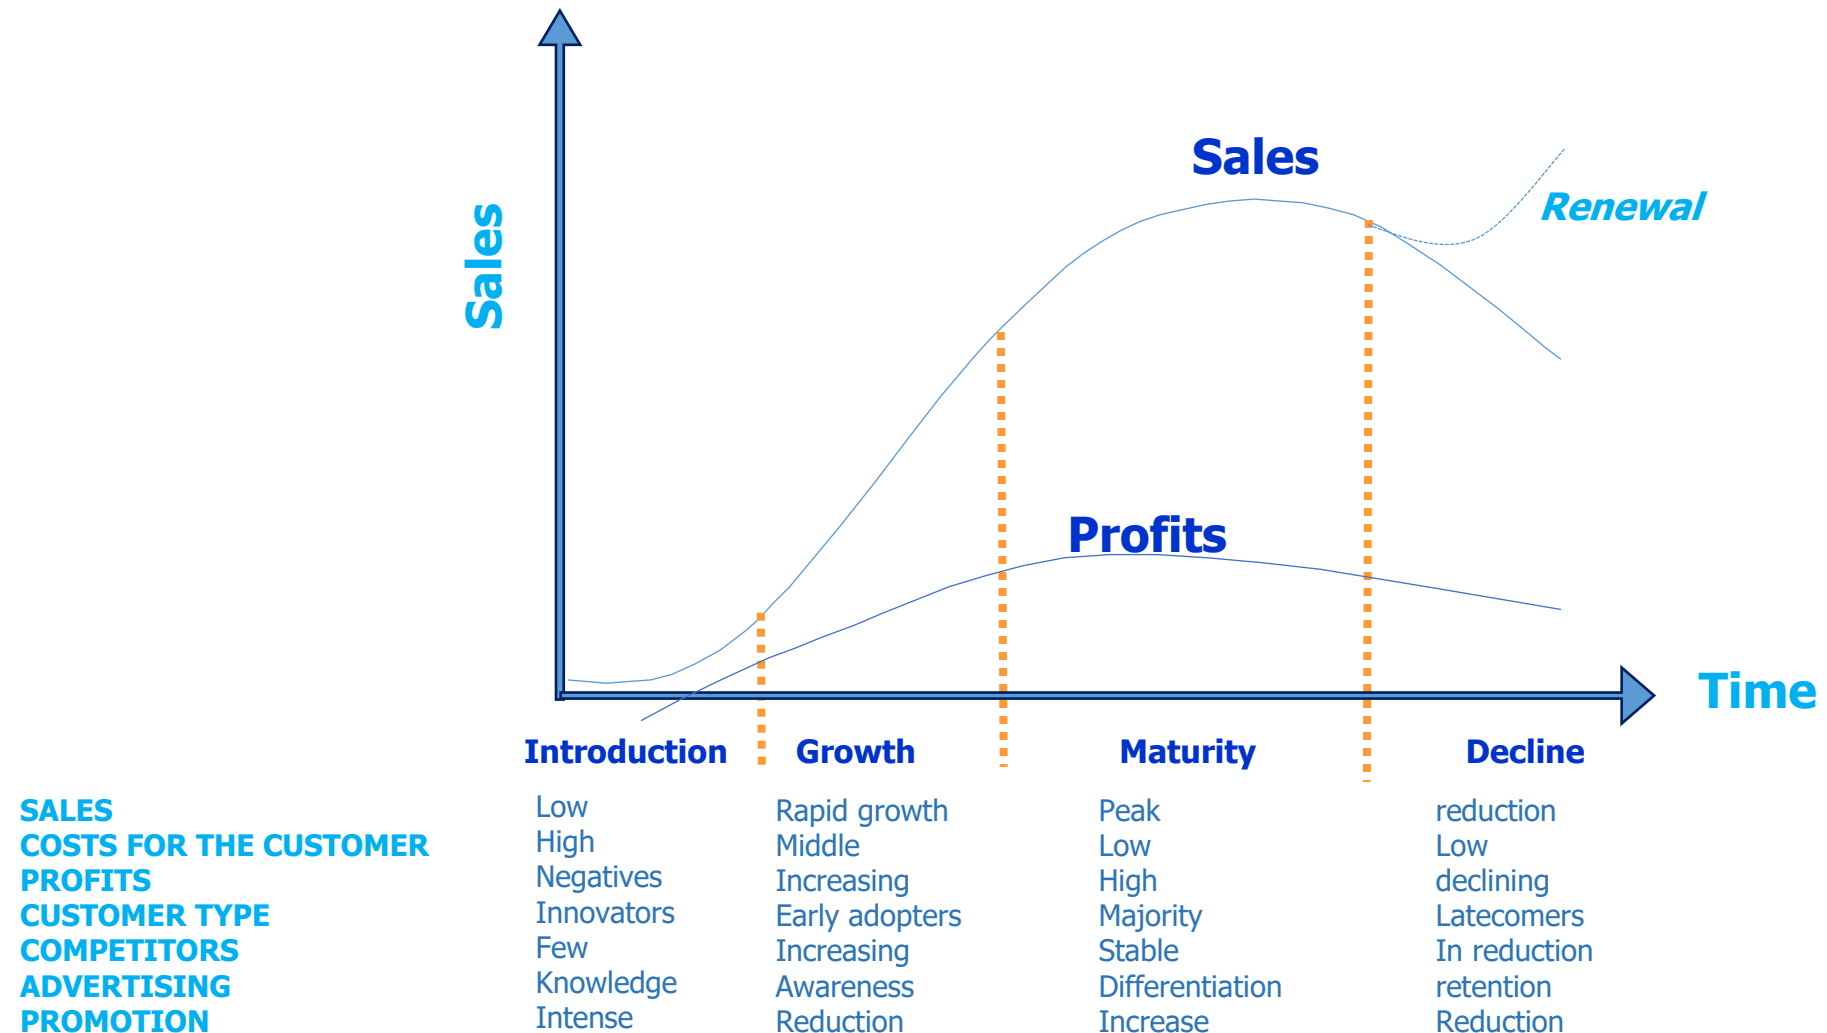 Sales
Sales
Renewal
Profits
Time
Introduction Growth Maturity Decline
SALES Low Rapid growth Peak reduction
COSTS FOR THE CUSTOMER High Middle Low Low
PROFITS Negatives Increasing High declining
CUSTOMER TYPE Innovators Early adopters Majority Latecomers
COMPETITORS Few Increasing Stable In reduction
ADVERTISING Knowledge Awareness Differentiation retention
PROMOTION Intense Reduction Increase Reduction